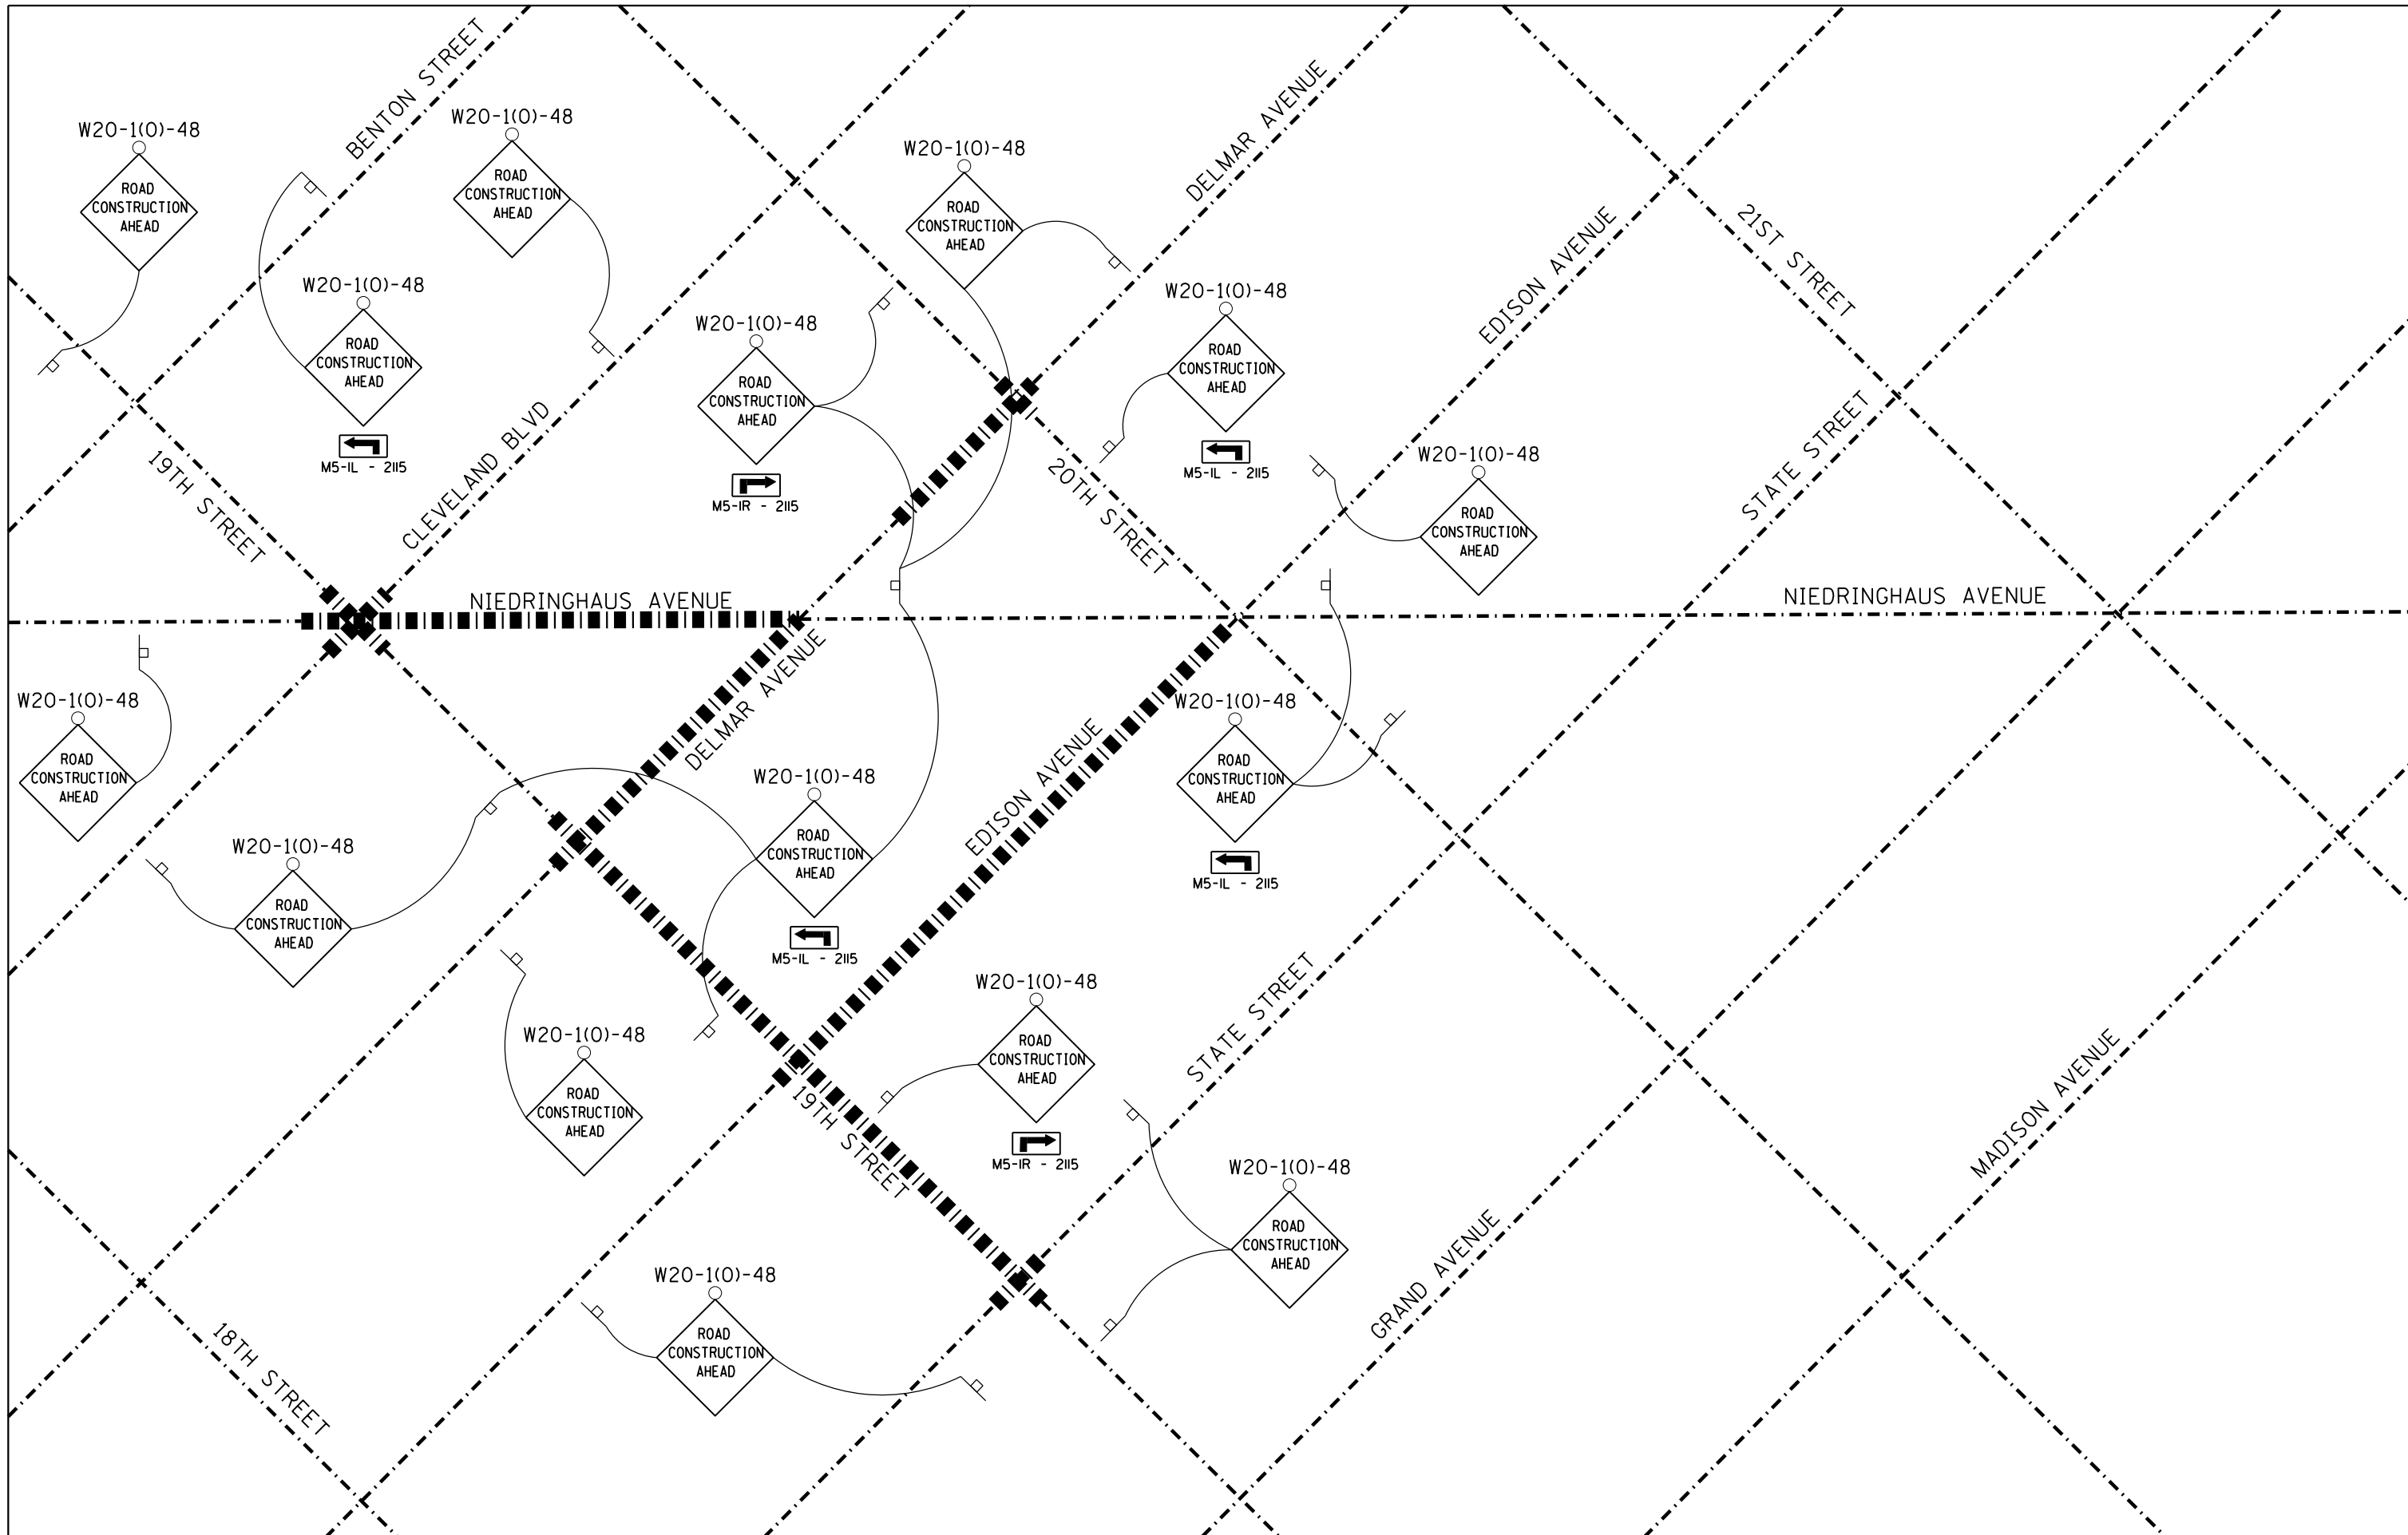 BENTON STREET
W20-1(O)-48
ROAD
CONSTRUCTION
AHEAD
W20-1(O)-48
ROAD
CONSTRUCTION
AHEAD
W20-1(O)-48
ROAD
CONSTRUCTION
AHEAD
DELMAR AVENUE
W20-1(O)-48
ROAD
CONSTRUCTION
AHEAD
M5-1L - 2115
W20-1(O)-48
ROAD
CONSTRUCTION
AHEAD
M5-1R - 2115
W20-1(O)-48
ROAD
CONSTRUCTION
AHEAD
M5-1L - 2115
EDISON AVENUE
21ST STREET
19TH STREET
CLEVELAND BLVD
20TH STREET
W20-1(O)-48
ROAD
CONSTRUCTION
AHEAD
STATE STREET
NIEDRINGHAUS AVENUE
NIEDRINGHAUS AVENUE
W20-1(O)-48
ROAD
CONSTRUCTION
AHEAD
DELMAR AVENUE
W20-1(O)-48
ROAD
CONSTRUCTION
AHEAD
W20-1(O)-48
ROAD
CONSTRUCTION
AHEAD
M5-1L - 2115
EDISON AVENUE
W20-1(O)-48
ROAD
CONSTRUCTION
AHEAD
M5-1L - 2115
W20-1(O)-48
ROAD
CONSTRUCTION
AHEAD
19TH STREET
W20-1(O)-48
ROAD
CONSTRUCTION
AHEAD
M5-1R - 2115
STATE STREET
MADISON AVENUE
W20-1(O)-48
ROAD
CONSTRUCTION
AHEAD
GRAND AVENUE
18TH STREET
W20-1(O)-48
ROAD
CONSTRUCTION
AHEAD